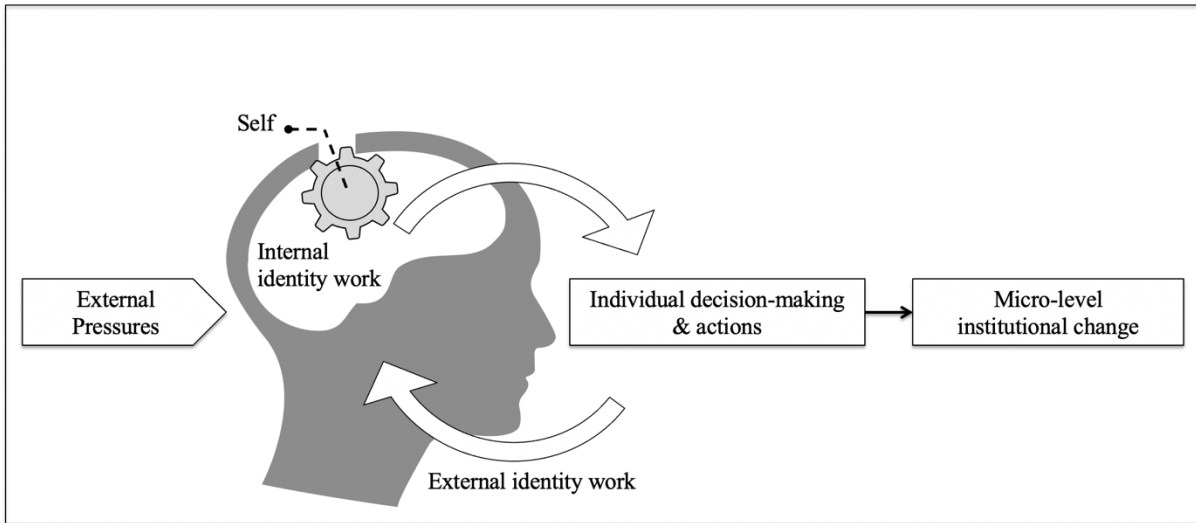 Self
Internal
identity work
External
Pressures
Individual decision-making
& actions
Micro-level
institutional change
External identity work